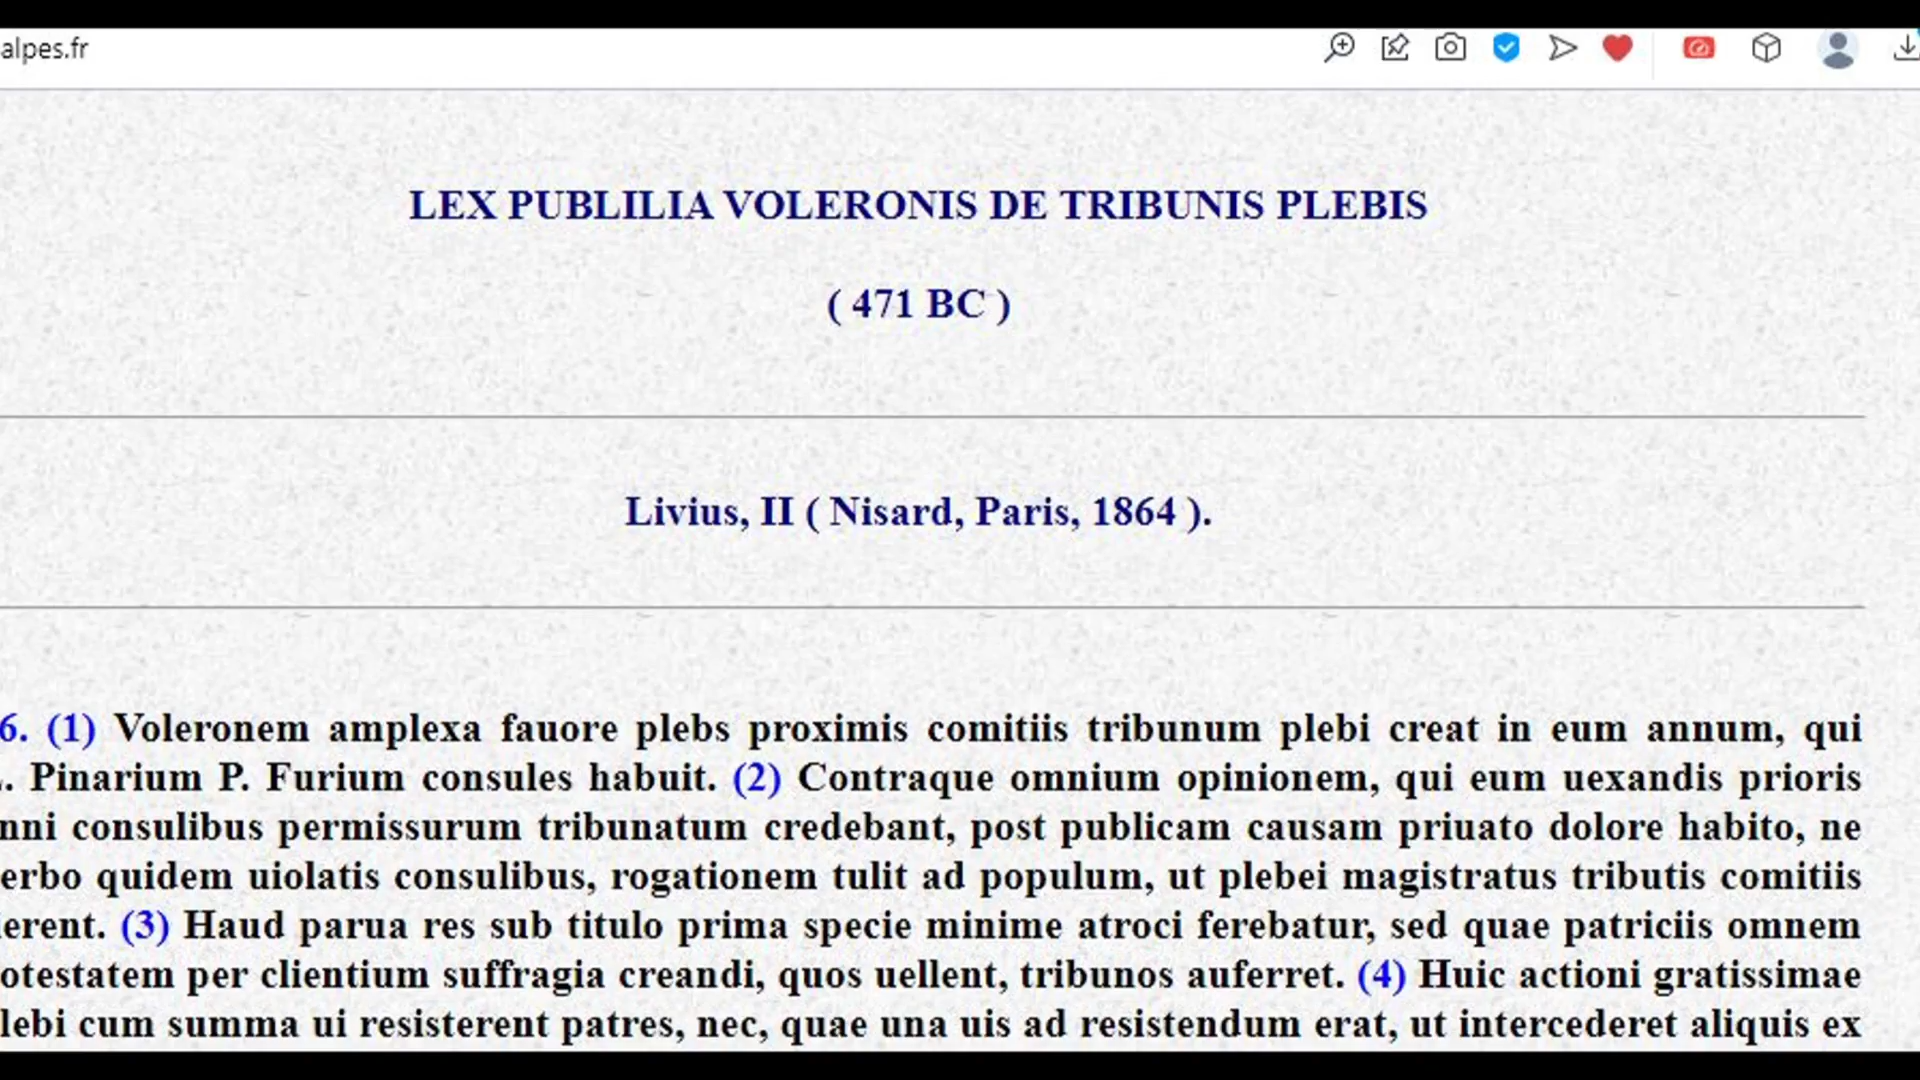 alpes.fr
LEX PUBLILIA VOLERONIS DE TRIBUNIS PLEBIS
( 471 BC )
Livius, II ( Nisard, Paris, 1864 ).
6. (1) Voleronem amplexa fauore plebs proximis comitiis tribunum plebi creat in eum annum, qui
. Pinarium P. Furium consules habuit. (2) Contraque omnium opinionem, qui eum uexandis prioris
nni consulibus permissurum tribunatum credebant, post publicam causam priuato dolore habito, ne
erbo quidem uiolatis consulibus, rogationem tulit ad populum, ut plebei magistratus tributis comitiis
ierent. (3) Haud parua res sub titulo prima specie minime atroci ferebatur, sed quae patriciis omnem
otestatem per clientium suffragia creandi, quos uellent, tribunos auferret. (4) Huic actioni gratissimae
lebi cum summa ui resisterent patres, nec, quae una uis ad resistendum erat, ut intercederet aliquis ex